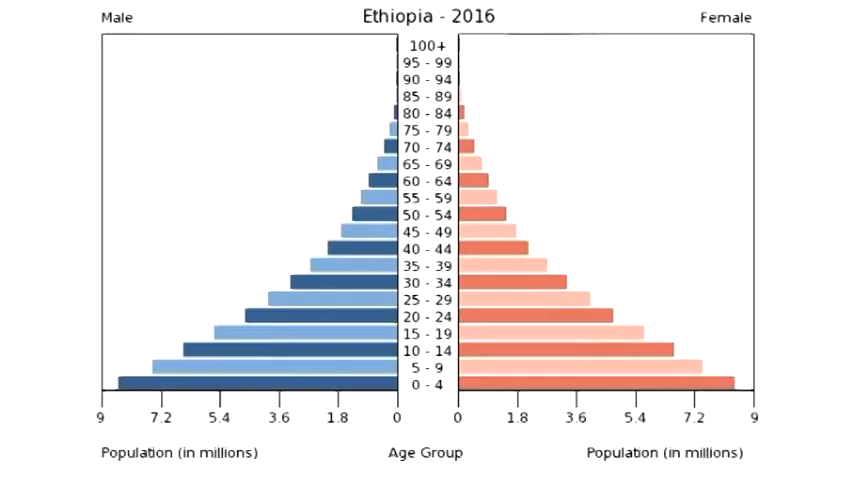 Male Ethiopia - 2016 Female
100+
95 - 99
90 - 94
85 - 89
80 - 84
75 - 79
70 - 74
65 - 69
60 - 64
55 - 59
50 - 54
45 - 49
40 - 44
35 - 39
30 - 34
25 - 29
20 - 24
15 - 19
10 - 14
5 - 9
0 - 4
9 7.2 5.4 3.6 1.8 0 0 1.8 3.6 5.4 7.2 9
Population (in millions) Age Group Population (in millions)